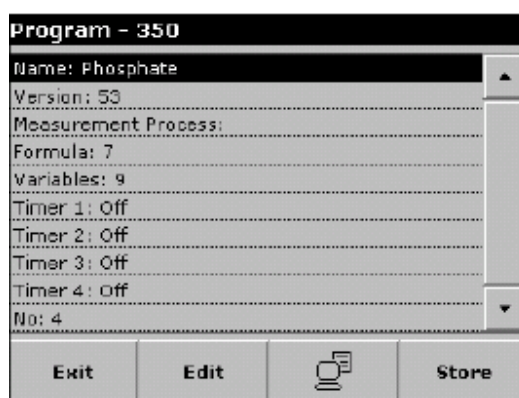 Program - 350
Name: Phosphate
Version: 53
Measurement Process:
Formula: 7
Variables: 9
Timer 1: Off
Timer 2: Off
Timer 3: Off
Timer 4: Off
No: 4
Exit Edit Store